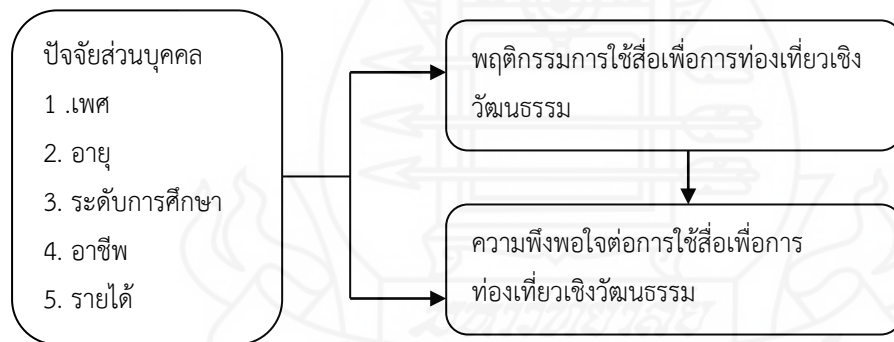 ปัจจัยส่วนบุคคล
1 .เพศ
2. อายุ
3. ระดับการศึกษา
4. อาชีพ
5. รายได้
พฤติกรรมการใช้สื่อเพื่อการท่องเที่ยวเชิง
วัฒนธรรม
ความพึงพอใจต่อการใช้สื่อเพื่อการ
ท่องเที่ยวเชิงวัฒนธรรม